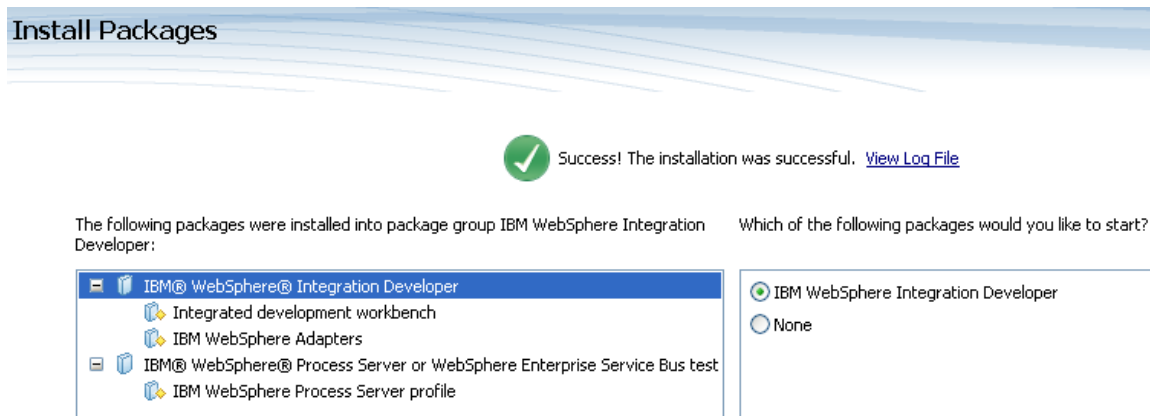 Install Packages
Success! The installation was successful. View Log File
The following packages were installed into package group IBM WebSphere Integration
Developer:
IBM® WebSphere® Integration Developer
Integrated development workbench
IBM WebSphere Adapters
IBM® WebSphere® Process Server or WebSphere Enterprise Service Bus test
IBM WebSphere Process Server profile
Which of the following packages would you like to start?
IBM WebSphere Integration Developer
None